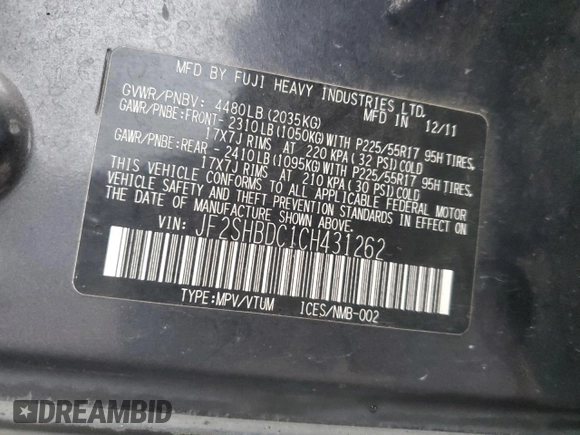 MFD BY FUJI HEAVY INDUSTRIES LTD.
MFD IN 12/11
GVWR/PNBV: 4480LB(2035KG)
GAWR/PNBE:FRONT-2310LB(1050KG)WITH P225/55R17 95H TIRES,
17X7J RIMS AT 220 KPA(32 PSI)COLD
GAWR/PNBE:REAR -2410LB(1095KG)WITH P225/55R17 95H TIRES,
17X7J RIMS AT 210 KPA(30 PSI)COLD
THIS VEHICLE CONFORMS TO ALL APPLICABLE FEDERAL MOTOR
VEHICLE SAFETY AND THEFT PREVENTION STANDARDS IN EFFECT ON
THE DATE OF MANUFACTURE SHOWN ABOVE.
VIN: JF2SHBDC1CH431262
TYPE:MPV/VTUM ICES/NMB-002
DREAMBID